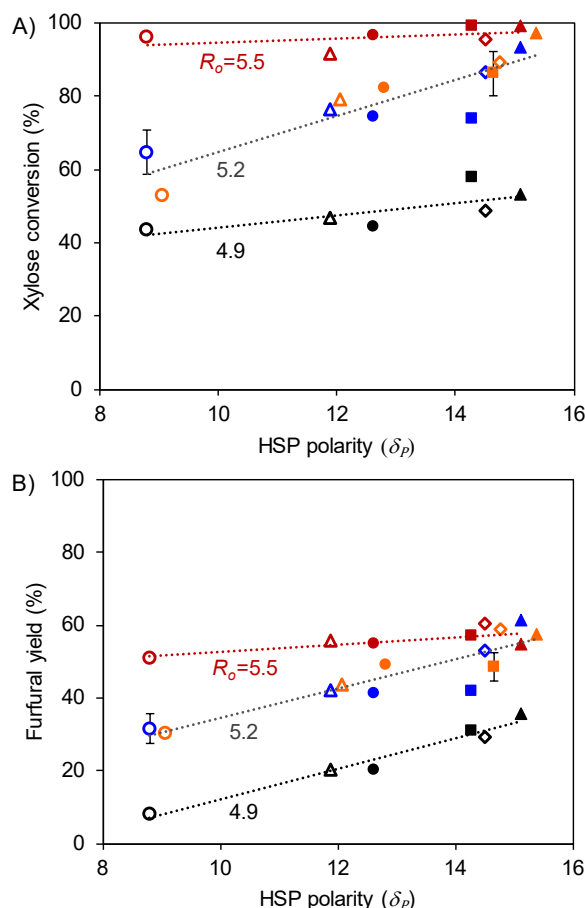 A)
100
80
60
40
20
0
Xylose conversion (%)
Ro=5.5
5.2
4.9
8 10 12 14 16
HSP polarity (δP)
B)
100
80
60
40
20
0
Furfural yield (%)
Ro=5.5
5.2
4.9
8 10 12 14 16
HSP polarity (δP)